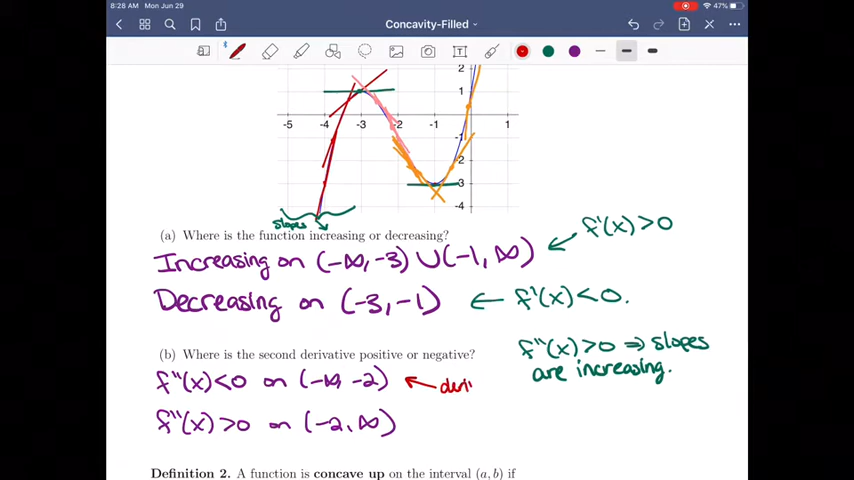 8:28 AM Mon Jun 29
47%
Concavity-Filled
2
1
-5 -4 -3 -2 -1 1
-1
-2
-3
-4
slopes
(a) Where is the function increasing or decreasing?
f'(x)>0
Increasing on (-∞,-3) ∪ (-1,∞)
Decreasing on (-3,-1)
f'(x)<0.
(b) Where is the second derivative positive or negative?
f''(x)>0 ⇒ slopes
are increasing.
f''(x)<0 on (-∞,-2)
deri
f''(x)>0 on (-2,∞)
Definition 2. A function is concave up on the interval (a, b) if